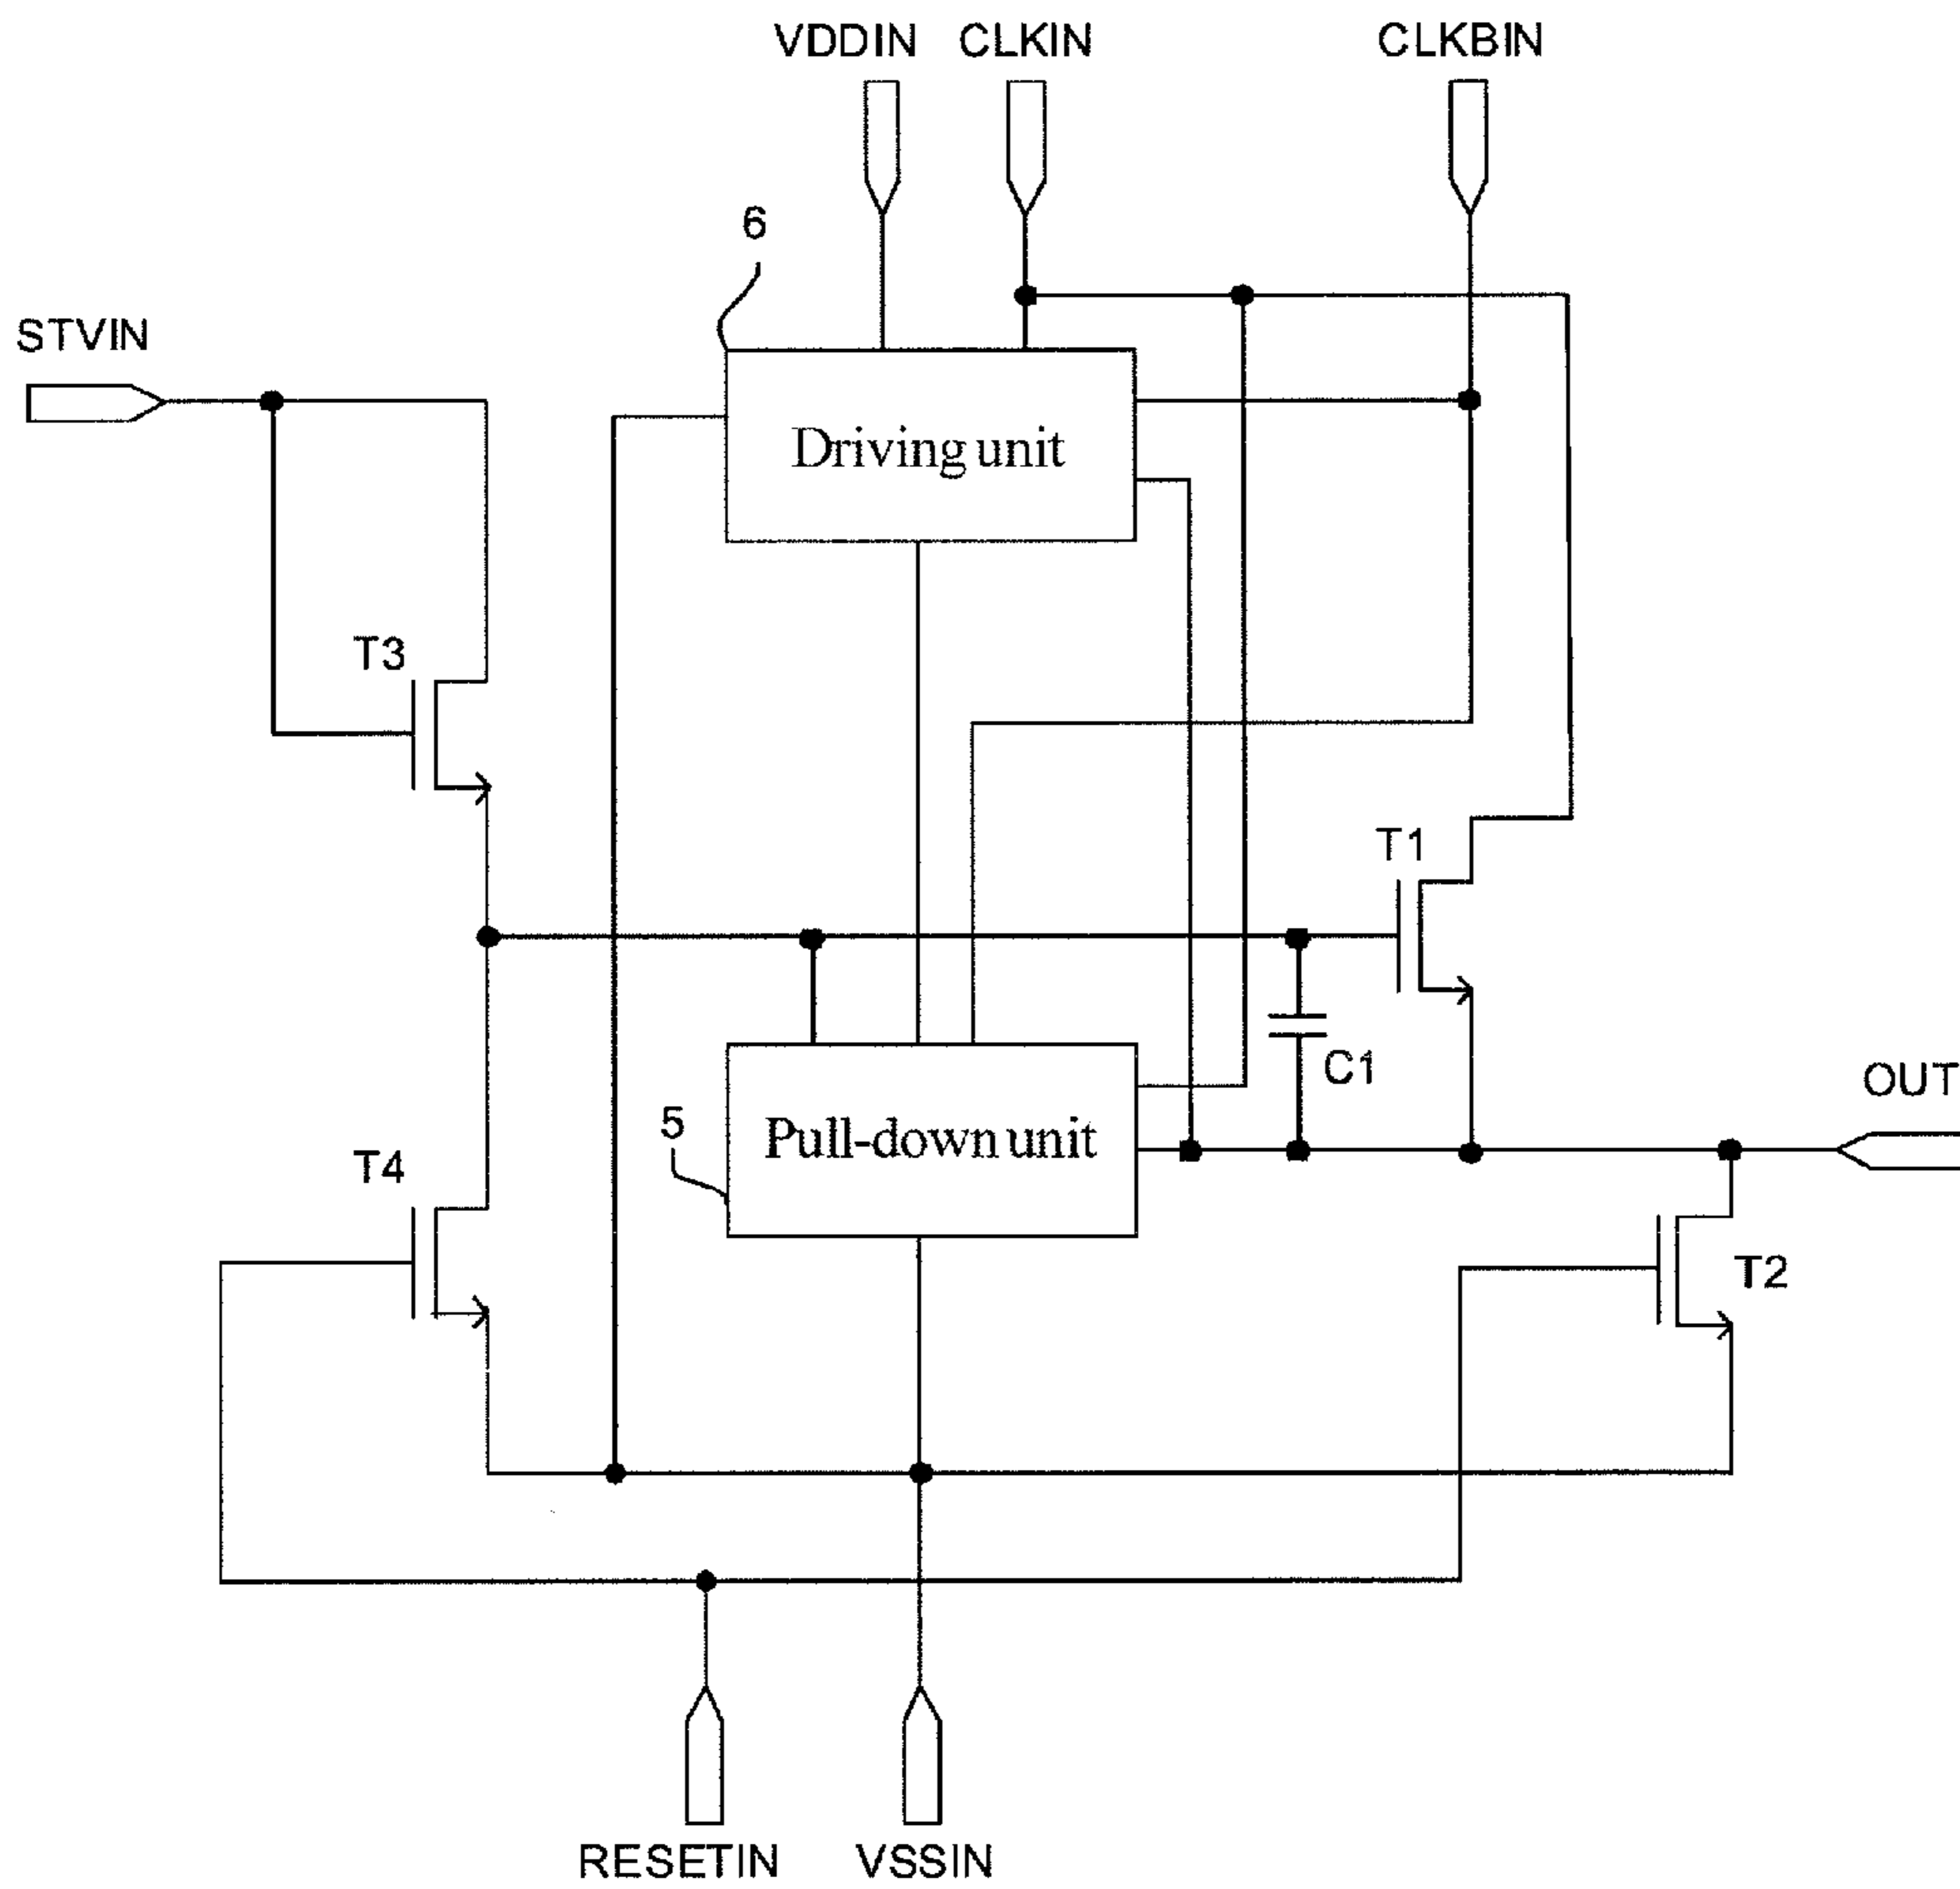 VDDIN
CLKIN
CLKBIN
6
STVIN
Driving unit
T3
T1
C1
OUT
5
Pull-down unit
T4
T2
RESETIN
VSSIN